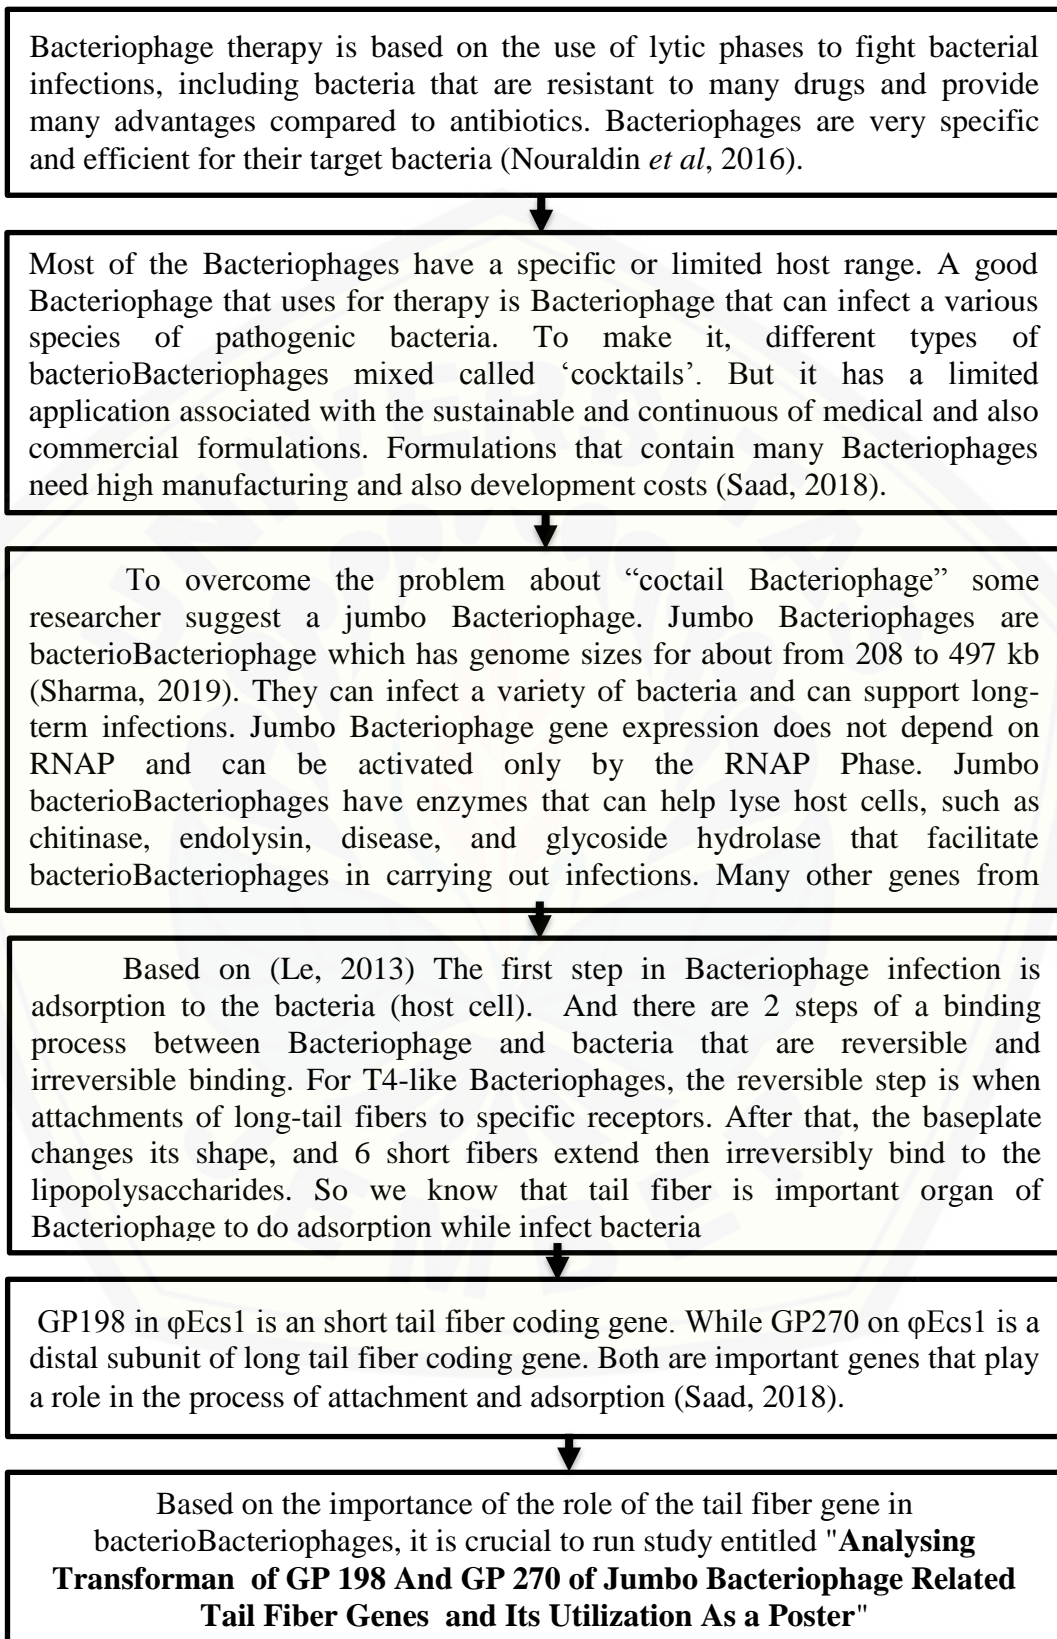 Bacteriophage therapy is based on the use of lytic phases to fight bacterial
infections, including bacteria that are resistant to many drugs and provide
many advantages compared to antibiotics. Bacteriophages are very specific
and efficient for their target bacteria (Nouraldin et al, 2016).
Most of the Bacteriophages have a specific or limited host range. A good
Bacteriophage that uses for therapy is Bacteriophage that can infect a various
species of pathogenic bacteria. To make it, different types of
bacterioBacteriophages mixed called ‘cocktails’. But it has a limited
application associated with the sustainable and continuous of medical and also
commercial formulations. Formulations that contain many Bacteriophages
need high manufacturing and also development costs (Saad, 2018).
To overcome the problem about “coctail Bacteriophage” some
researcher suggest a jumbo Bacteriophage. Jumbo Bacteriophages are
bacterioBacteriophage which has genome sizes for about from 208 to 497 kb
(Sharma, 2019). They can infect a variety of bacteria and can support long-
term infections. Jumbo Bacteriophage gene expression does not depend on
RNAP and can be activated only by the RNAP Phase. Jumbo
bacterioBacteriophages have enzymes that can help lyse host cells, such as
chitinase, endolysin, disease, and glycoside hydrolase that facilitate
bacterioBacteriophages in carrying out infections. Many other genes from
Based on (Le, 2013) The first step in Bacteriophage infection is
adsorption to the bacteria (host cell). And there are 2 steps of a binding
process between Bacteriophage and bacteria that are reversible and
irreversible binding. For T4-like Bacteriophages, the reversible step is when
attachments of long-tail fibers to specific receptors. After that, the baseplate
changes its shape, and 6 short fibers extend then irreversibly bind to the
lipopolysaccharides. So we know that tail fiber is important organ of
Bacteriophage to do adsorption while infect bacteria
GP198 in φEcs1 is an short tail fiber coding gene. While GP270 on φEcs1 is a
distal subunit of long tail fiber coding gene. Both are important genes that play
a role in the process of attachment and adsorption (Saad, 2018).
Based on the importance of the role of the tail fiber gene in
bacterioBacteriophages, it is crucial to run study entitled "Analysing
Transforman of GP 198 And GP 270 of Jumbo Bacteriophage Related
Tail Fiber Genes and Its Utilization As a Poster"
UNIVERSITAS
JEMBER